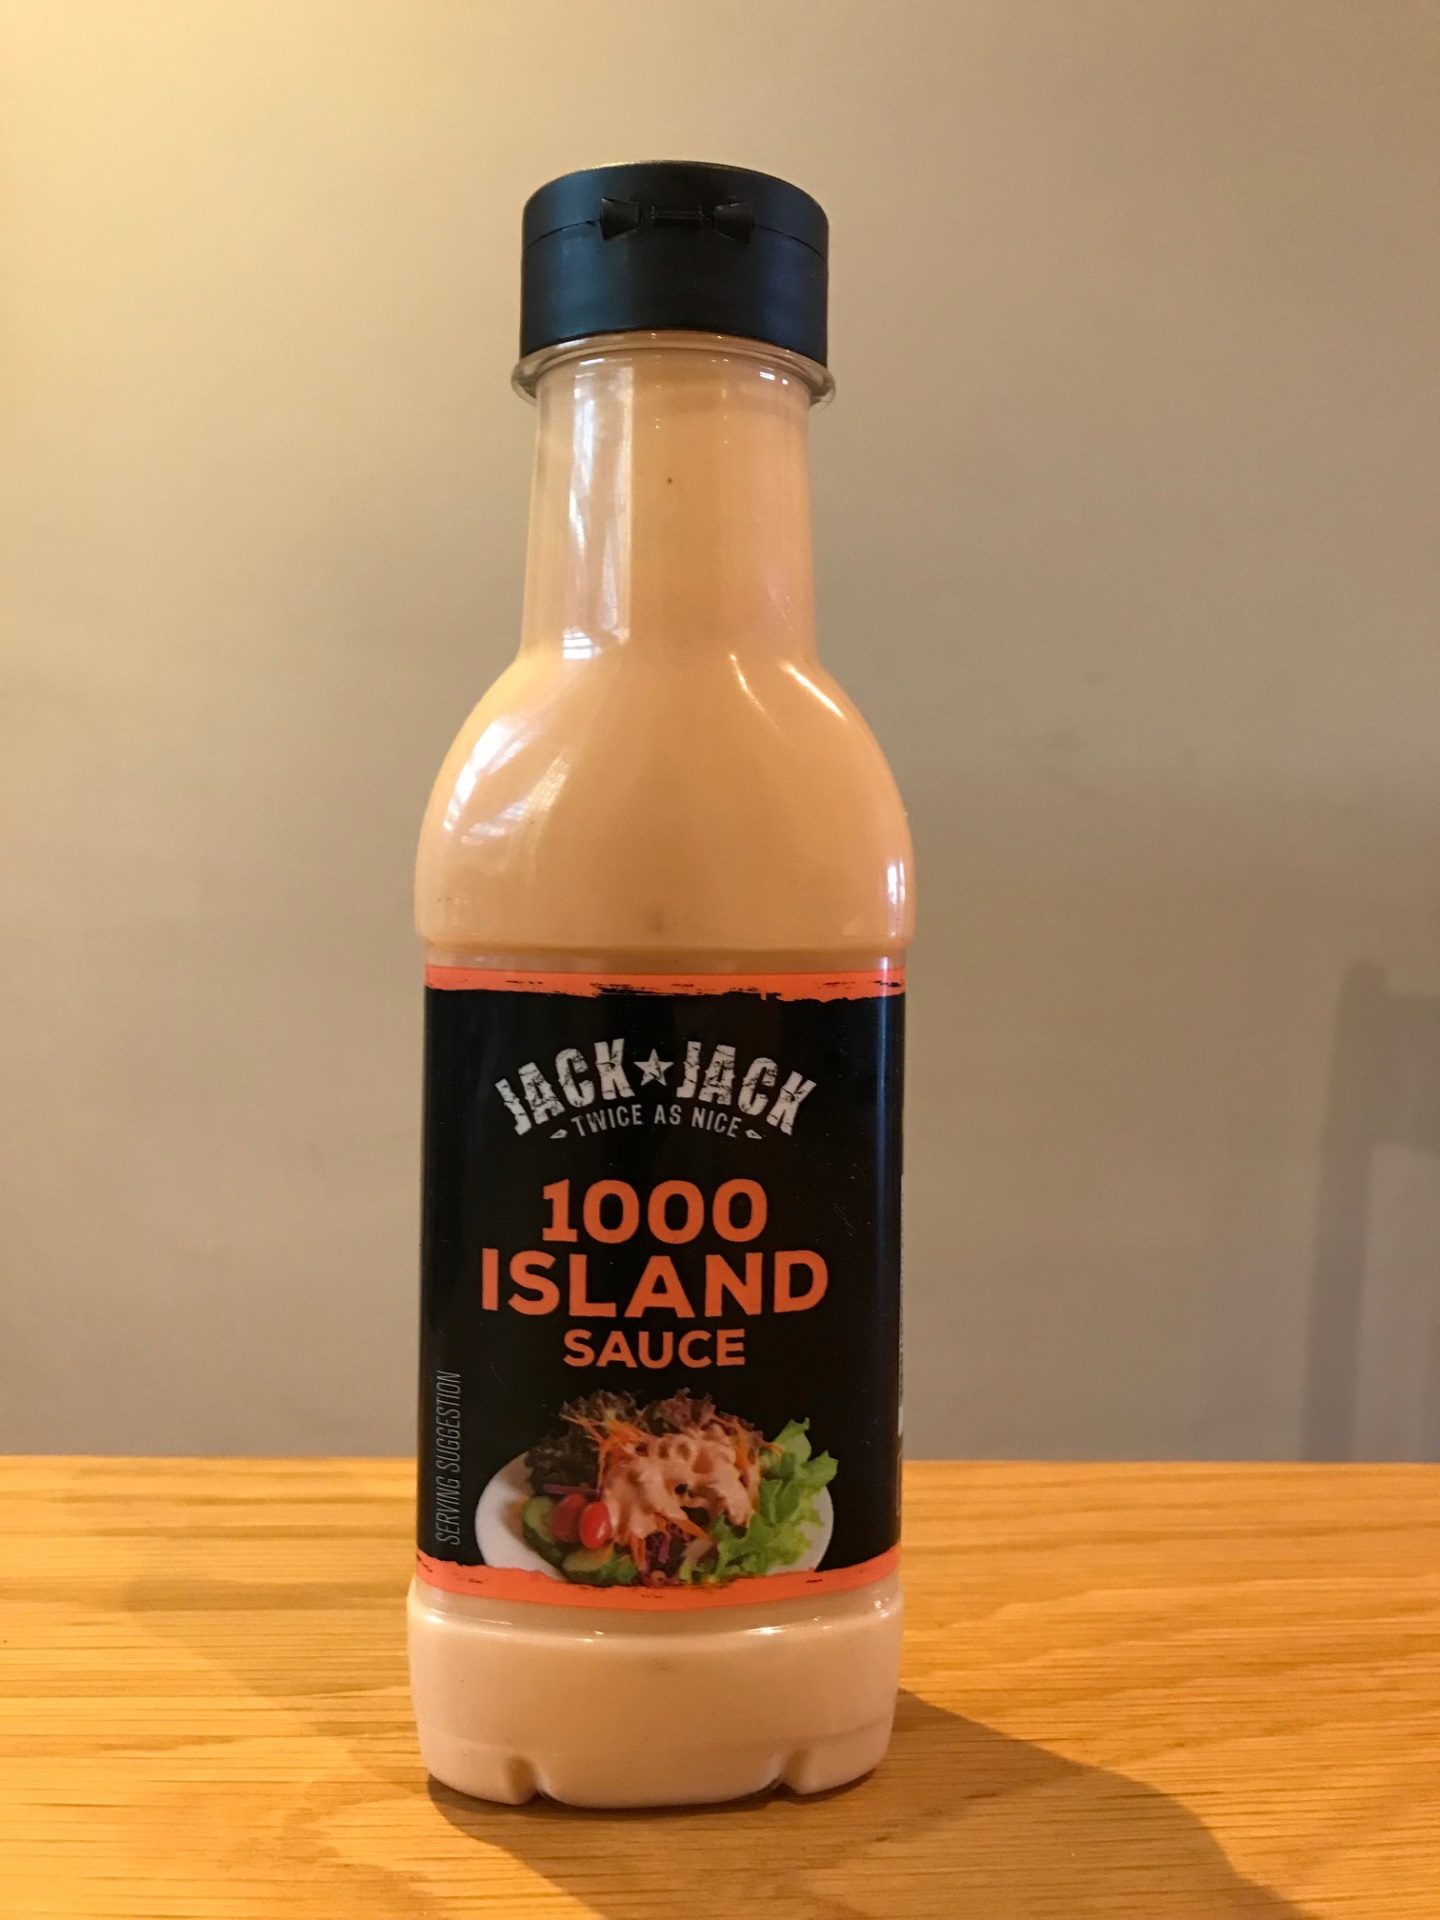 JACK★JACK
TWICE AS NICE
1000
ISLAND
SAUCE
SERVING SUGGESTION